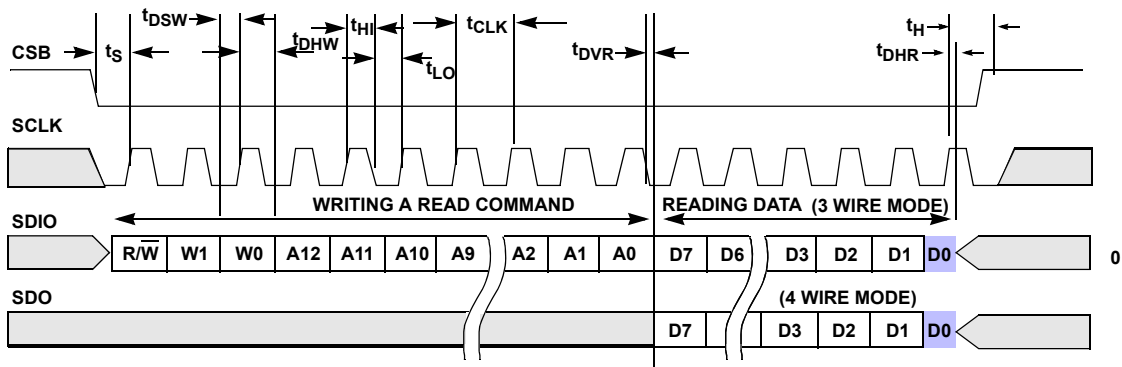 tDSW
tHI
tCLK
tH
CSB
tS
tDHW
tDVR
tDHR
tLO
SCLK
WRITING A READ COMMAND
READING DATA (3 WIRE MODE)
SDIO
R/W̅ W1 W0 A12 A11 A10 A9 A2 A1 A0 D7 D6 D3 D2 D1 D0
0
SDO
(4 WIRE MODE)
D7 D3 D2 D1 D0